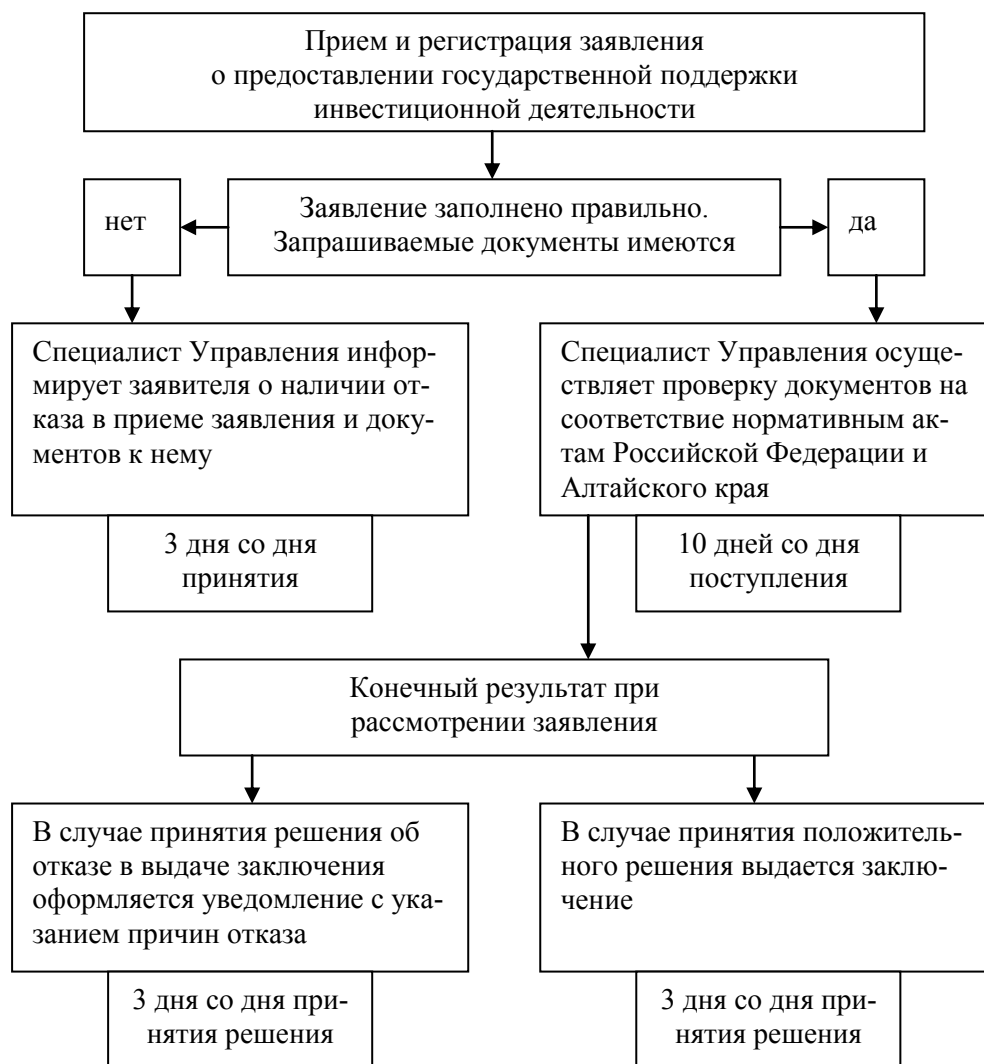 Прием и регистрация заявления
о предоставлении государственной поддержки
инвестиционной деятельности
нет
Заявление заполнено правильно.
Запрашиваемые документы имеются
да
Специалист Управления инфор-
мирует заявителя о наличии от-
каза в приеме заявления и доку-
ментов к нему
3 дня со дня
принятия
Специалист Управления осуще-
ствляет проверку документов на
соответствие нормативным ак-
там Российской Федерации и
Алтайского края
10 дней со дня
поступления
Конечный результат при
рассмотрении заявления
В случае принятия решения об
отказе в выдаче заключения
оформляется уведомление с ука-
занием причин отказа
3 дня со дня при-
нятия решения
В случае принятия положитель-
ного решения выдается заклю-
чение
3 дня со дня при-
нятия решения